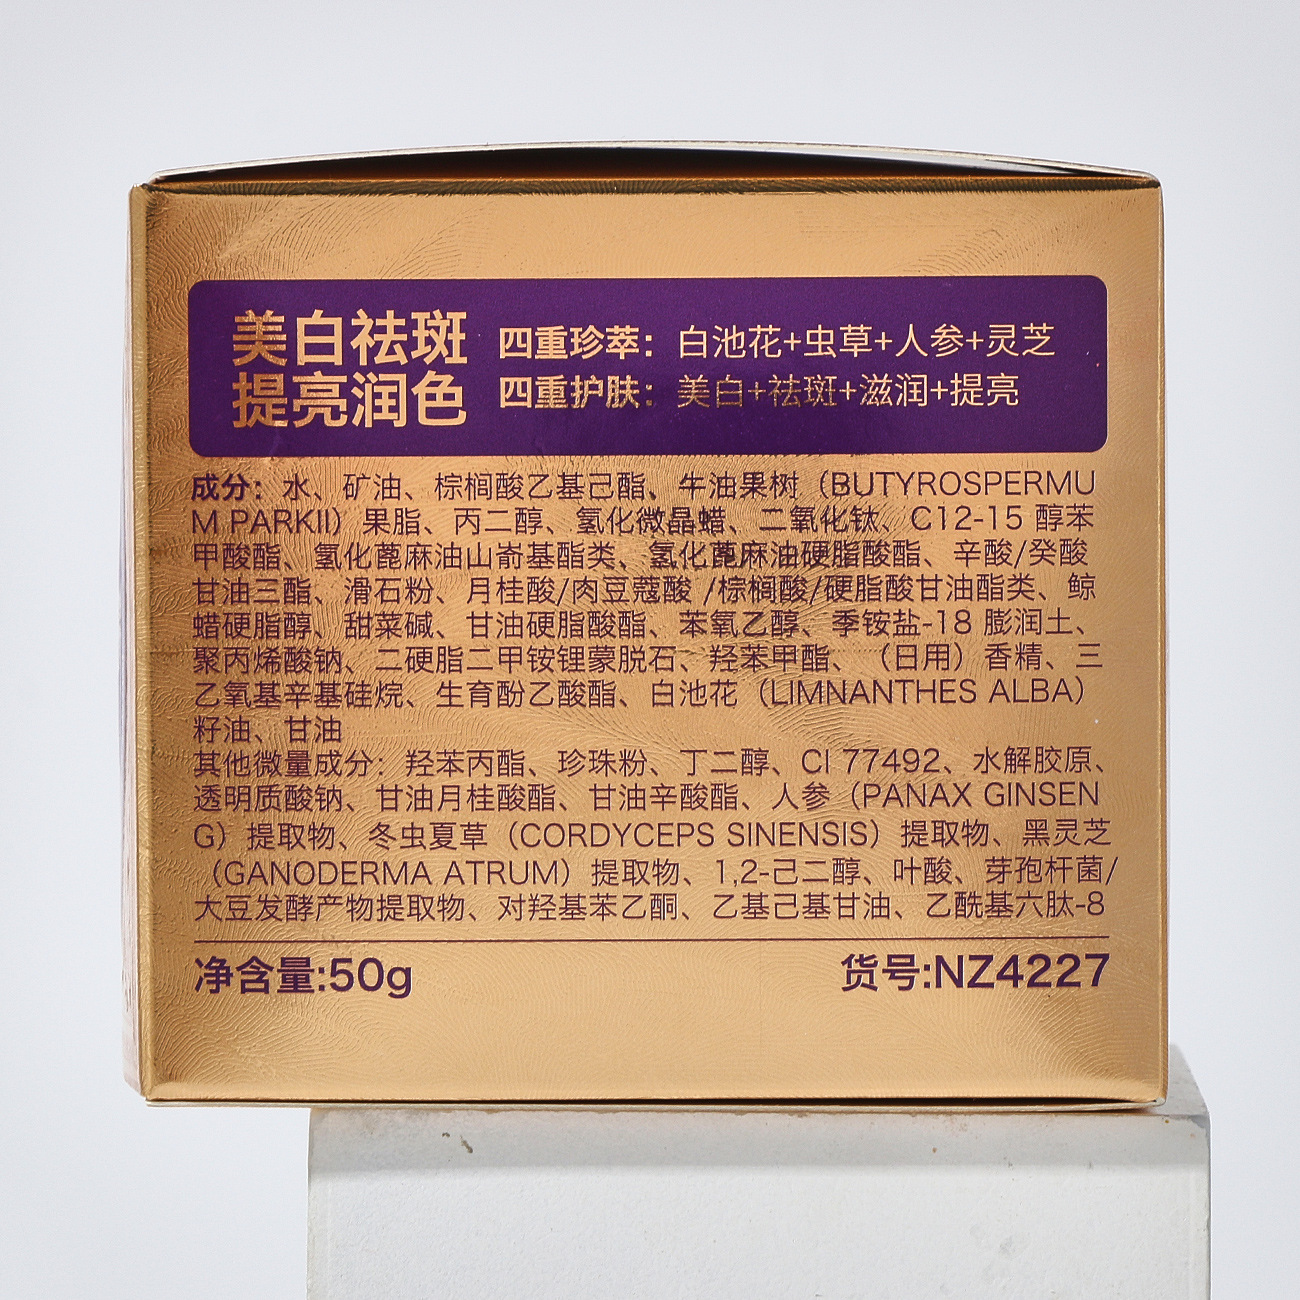 美白祛斑
提亮润色
四重珍萃：白池花+虫草+人参+灵芝
四重护肤：美白+祛斑+滋润+提亮
成分：水、矿油、棕榈酸乙基己酯、牛油果树（BUTYROSPERMU
M PARKII）果脂、丙二醇、氢化微晶蜡、二氧化钛、C12-15 醇苯
甲酸酯、氢化蓖麻油山嵛基酯类、氢化蓖麻油硬脂酸酯、辛酸/癸酸
甘油三酯、滑石粉、月桂酸/肉豆蔻酸 /棕榈酸/硬脂酸甘油酯类、鲸
蜡硬脂醇、甜菜碱、甘油硬脂酸酯、苯氧乙醇、季铵盐-18 膨润土、
聚丙烯酸钠、二硬脂二甲铵锂蒙脱石、羟苯甲酯、（日用）香精、三
乙氧基辛基硅烷、生育酚乙酸酯、白池花（LIMNANTHES ALBA）
籽油、甘油
其他微量成分：羟苯丙酯、珍珠粉、丁二醇、CI 77492、水解胶原、
透明质酸钠、甘油月桂酸酯、甘油辛酸酯、人参（PANAX GINSEN
G）提取物、冬虫夏草（CORDYCEPS SINENSIS）提取物、黑灵芝
（GANODERMA ATRUM）提取物、1,2-己二醇、叶酸、芽孢杆菌/
大豆发酵产物提取物、对羟基苯乙酮、乙基己基甘油、乙酰基六肽-8
净含量:50g
货号:NZ4227